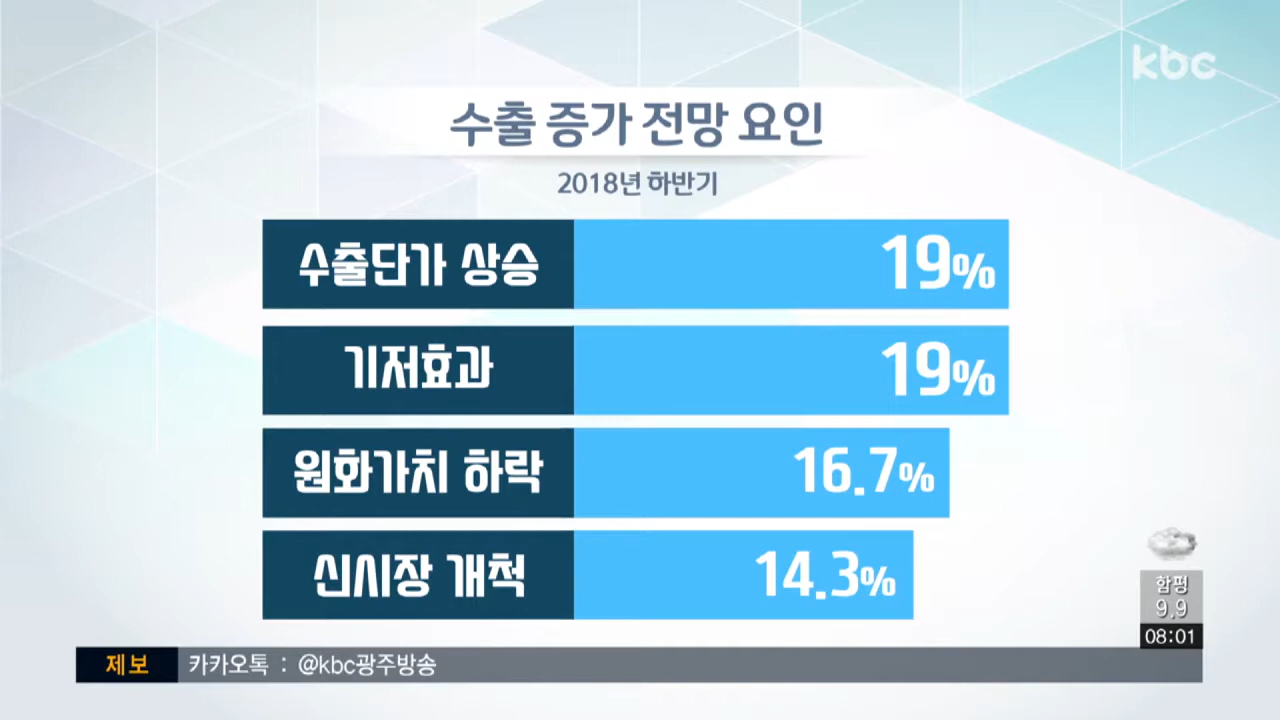 kbc
수출 증가 전망 요인
2018년 하반기
수출단가 상승 19%
기저효과 19%
원화가치 하락 16.7%
신시장 개척 14.3%
함평
9.9
08:01
제보 카카오톡 : @kbc광주방송